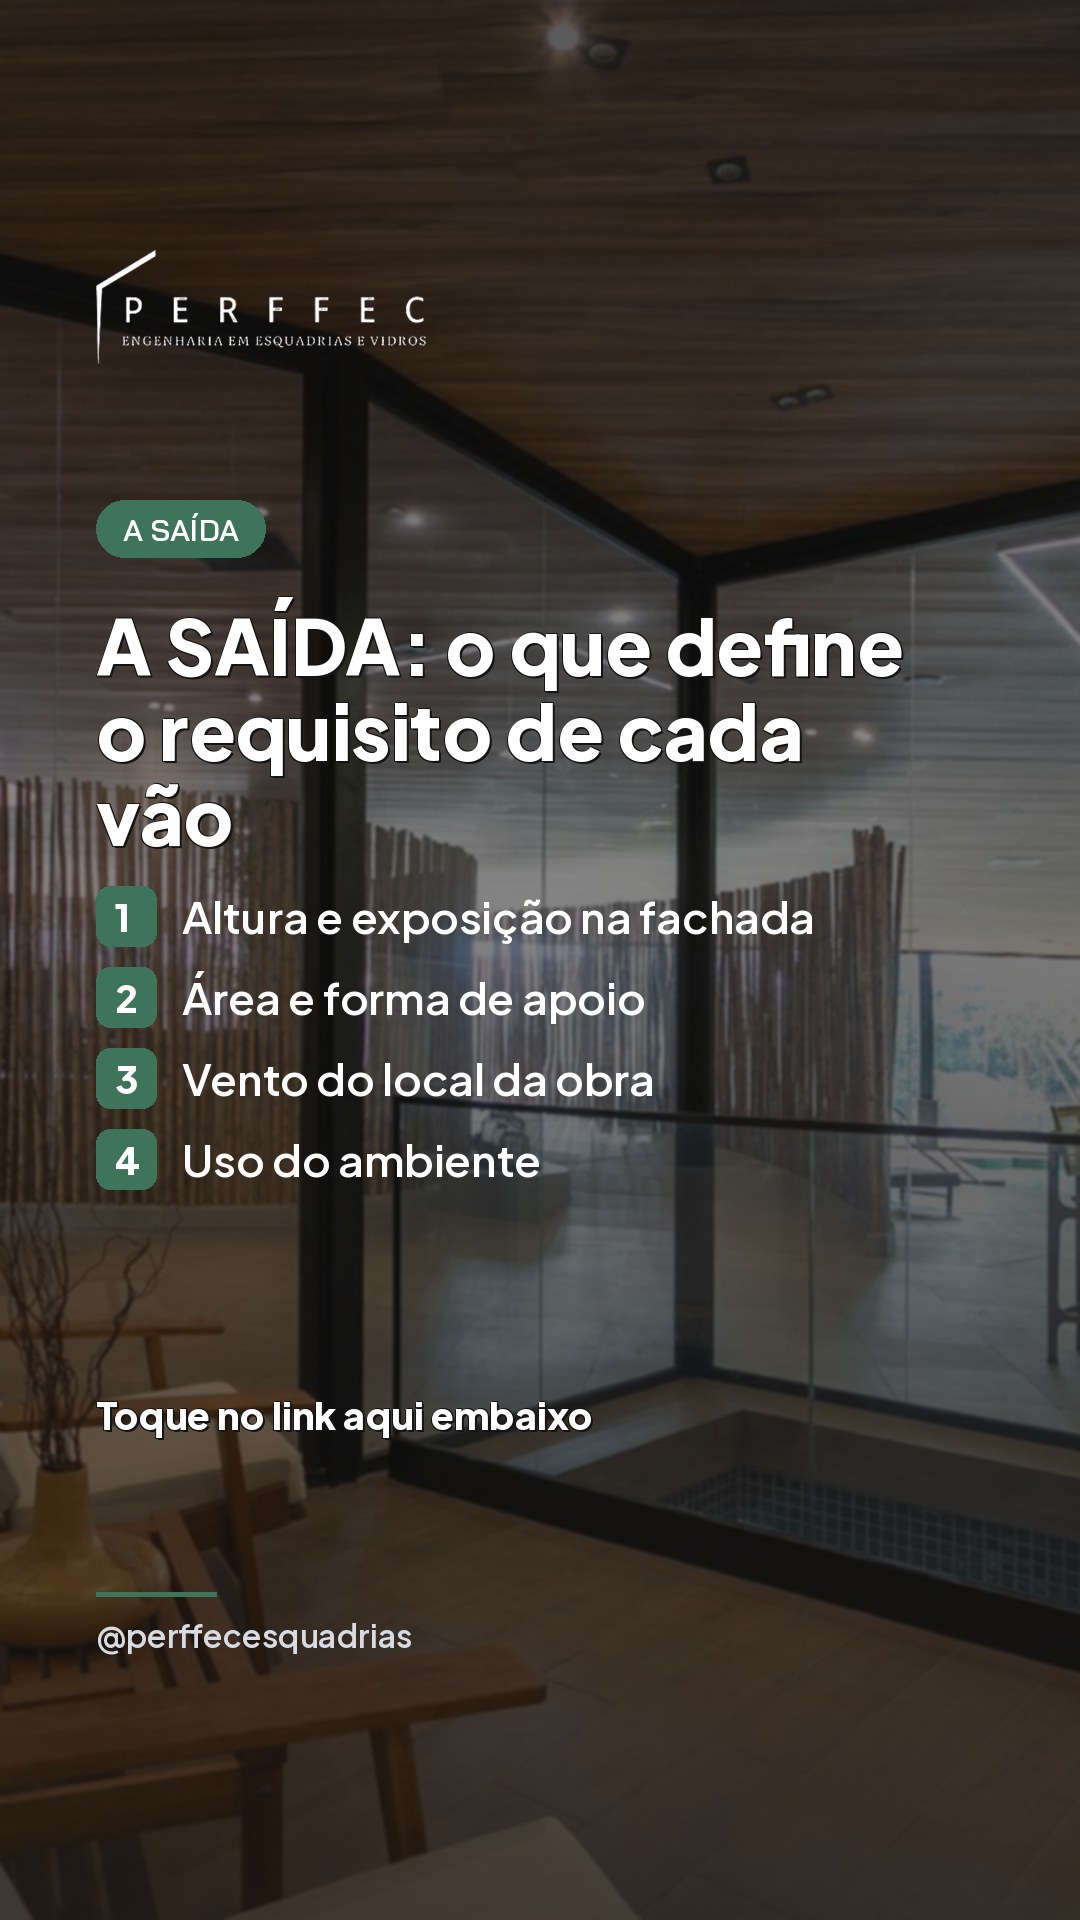 PERFFEC
ENGENHARIA EM ESQUADRIAS E VIDROS
A SAÍDA
A SAÍDA: o que define
o requisito de cada
vão
1 Altura e exposição na fachada
2 Área e forma de apoio
3 Vento do local da obra
4 Uso do ambiente
Toque no link aqui embaixo
@perffecesquadrias